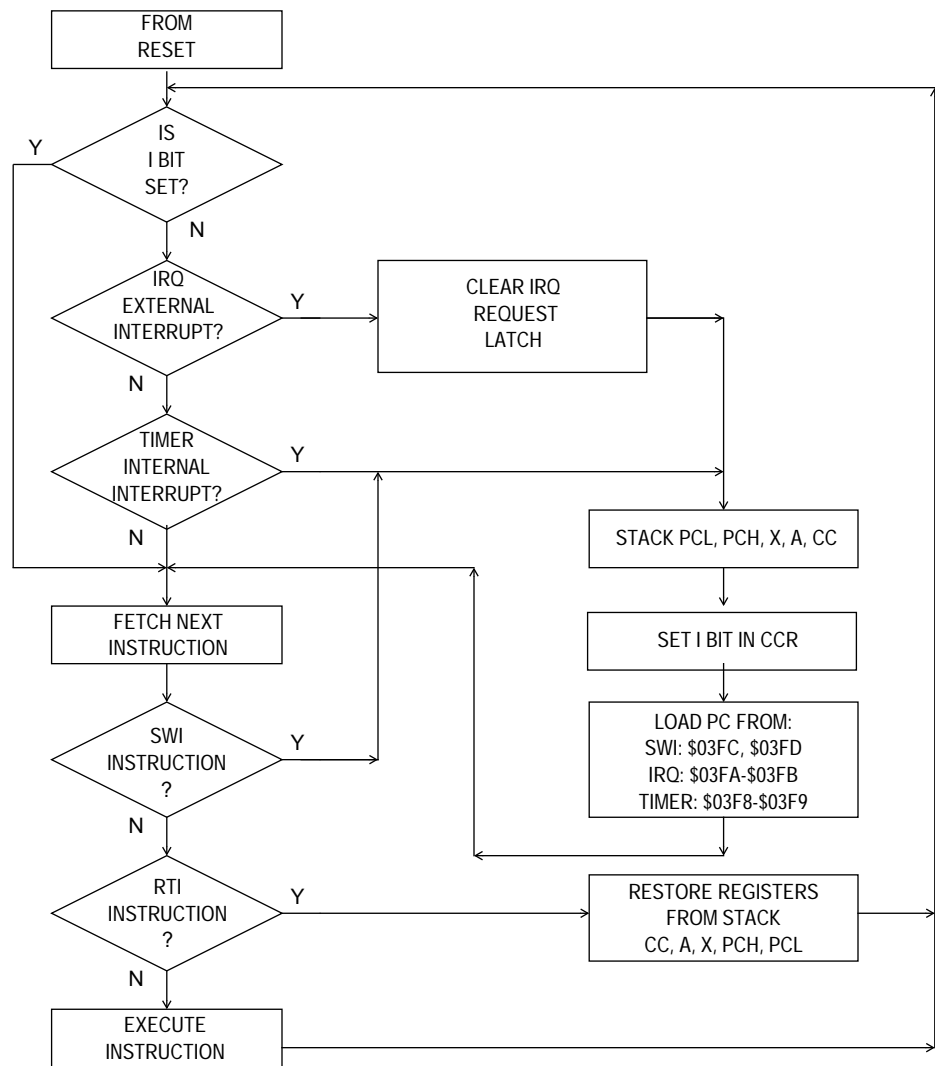 FROM
RESET
IS
I BIT
SET?
Y
N
IRQ
EXTERNAL
INTERRUPT?
Y
N
CLEAR IRQ
REQUEST
LATCH
TIMER
INTERNAL
INTERRUPT?
Y
N
STACK PCL, PCH, X, A, CC
SET I BIT IN CCR
LOAD PC FROM:
SWI: $03FC, $03FD
IRQ: $03FA-$03FB
TIMER: $03F8-$03F9
FETCH NEXT
INSTRUCTION
SWI
INSTRUCTION
?
Y
N
RTI
INSTRUCTION
?
Y
N
RESTORE REGISTERS
FROM STACK
CC, A, X, PCH, PCL
EXECUTE
INSTRUCTION